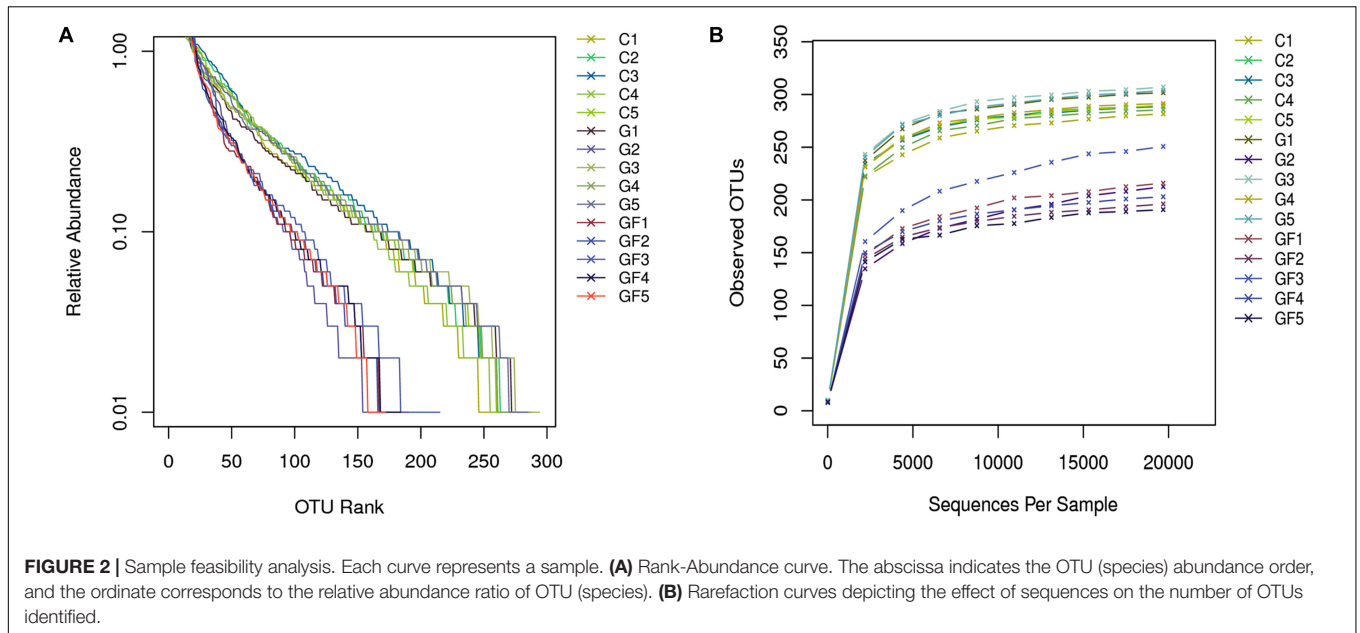 A
1.00
0.10
0.01
Relative Abundance
0 50 100 150 200 250 300
OTU Rank
C1
C2
C3
C4
C5
G1
G2
G3
G4
G5
GF1
GF2
GF3
GF4
GF5
B
350
300
250
200
150
100
50
0
Observed OTUs
0 5000 10000 15000 20000
Sequences Per Sample
C1
C2
C3
C4
C5
G1
G2
G3
G4
G5
GF1
GF2
GF3
GF4
GF5
FIGURE 2 | Sample feasibility analysis. Each curve represents a sample. (A) Rank-Abundance curve. The abscissa indicates the OTU (species) abundance order,
and the ordinate corresponds to the relative abundance ratio of OTU (species). (B) Rarefaction curves depicting the effect of sequences on the number of OTUs
identified.